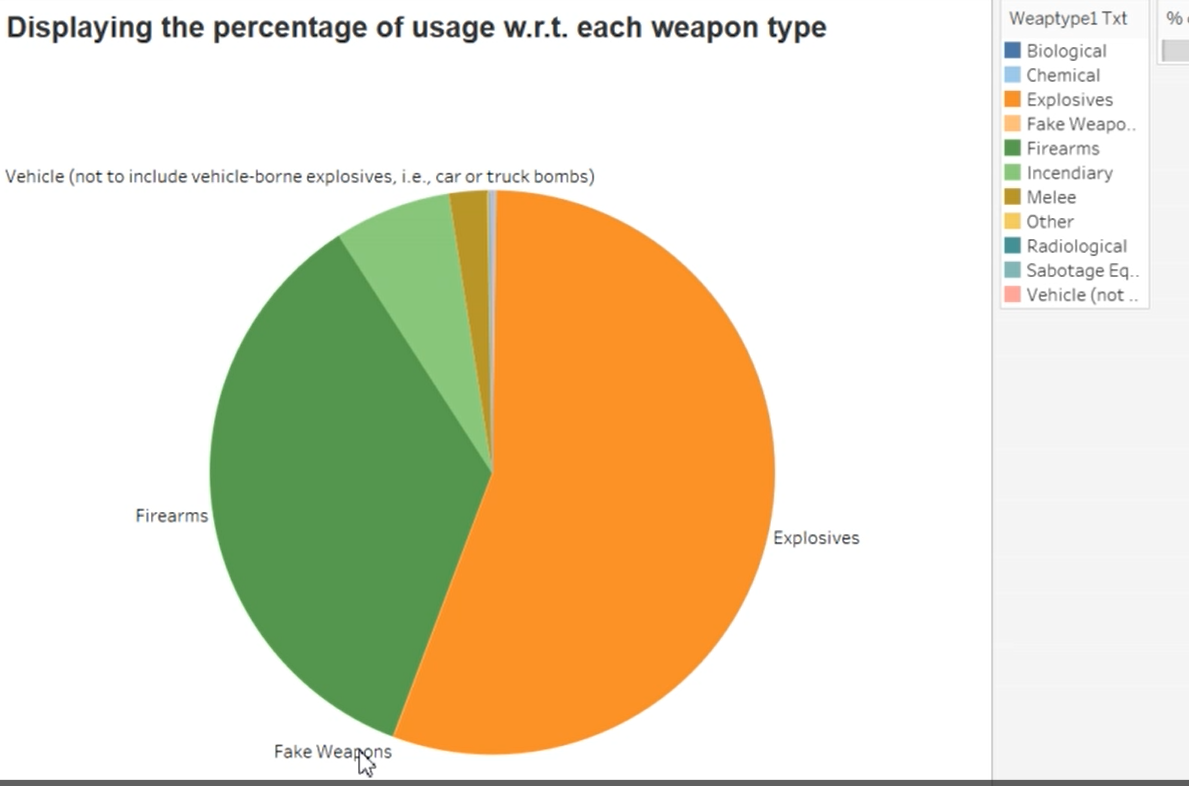 Displaying the percentage of usage w.r.t. each weapon type
Vehicle (not to include vehicle-borne explosives, i.e., car or truck bombs)
Firearms
Explosives
Fake Weapons
Weaptype1 Txt
Biological
Chemical
Explosives
Fake Weapo..
Firearms
Incendiary
Melee
Other
Radiological
Sabotage Eq..
Vehicle (not ..
%